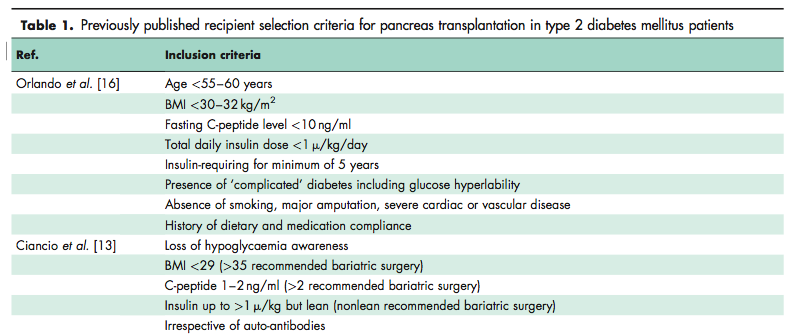 Table 1. Previously published recipient selection criteria for pancreas transplantation in type 2 diabetes mellitus patients
Ref. Inclusion criteria
Orlando et al. [16] Age <55–60 years
BMI <30–32 kg/m²
Fasting C-peptide level <10 ng/ml
Total daily insulin dose <1 μ/kg/day
Insulin-requiring for minimum of 5 years
Presence of ‘complicated’ diabetes including glucose hyperlability
Absence of smoking, major amputation, severe cardiac or vascular disease
History of dietary and medication compliance
Ciancio et al. [13] Loss of hypoglycaemia awareness
BMI <29 (>35 recommended bariatric surgery)
C-peptide 1–2 ng/ml (>2 recommended bariatric surgery)
Insulin up to >1 μ/kg but lean (nonlean recommended bariatric surgery)
Irrespective of auto-antibodies